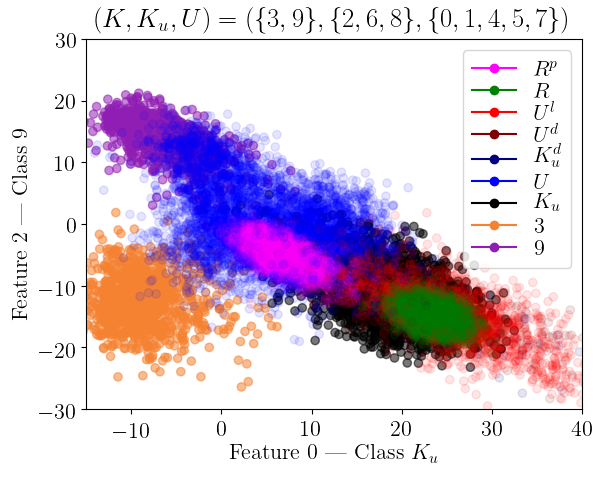 (K, K_u, U) = ({3, 9}, {2, 6, 8}, {0, 1, 4, 5, 7})
30
20
10
0
−10
−20
−30
Feature 2 — Class 9
R^p
R
U^l
U^d
K_u^d
U
K_u
3
9
−10
0
10
20
30
40
Feature 0 — Class K_u